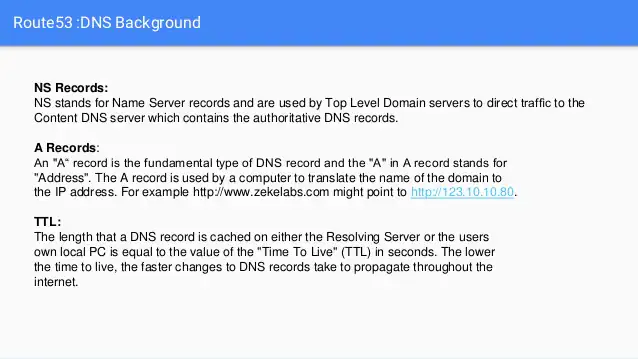 Route53 :DNS Background
NS Records:
NS stands for Name Server records and are used by Top Level Domain servers to direct traffic to the
Content DNS server which contains the authoritative DNS records.
A Records:
An "A“ record is the fundamental type of DNS record and the "A" in A record stands for
"Address". The A record is used by a computer to translate the name of the domain to
the IP address. For example http://www.zekelabs.com might point to http://123.10.10.80.
TTL:
The length that a DNS record is cached on either the Resolving Server or the users
own local PC is equal to the value of the "Time To Live" (TTL) in seconds. The lower
the time to live, the faster changes to DNS records take to propagate throughout the
internet.